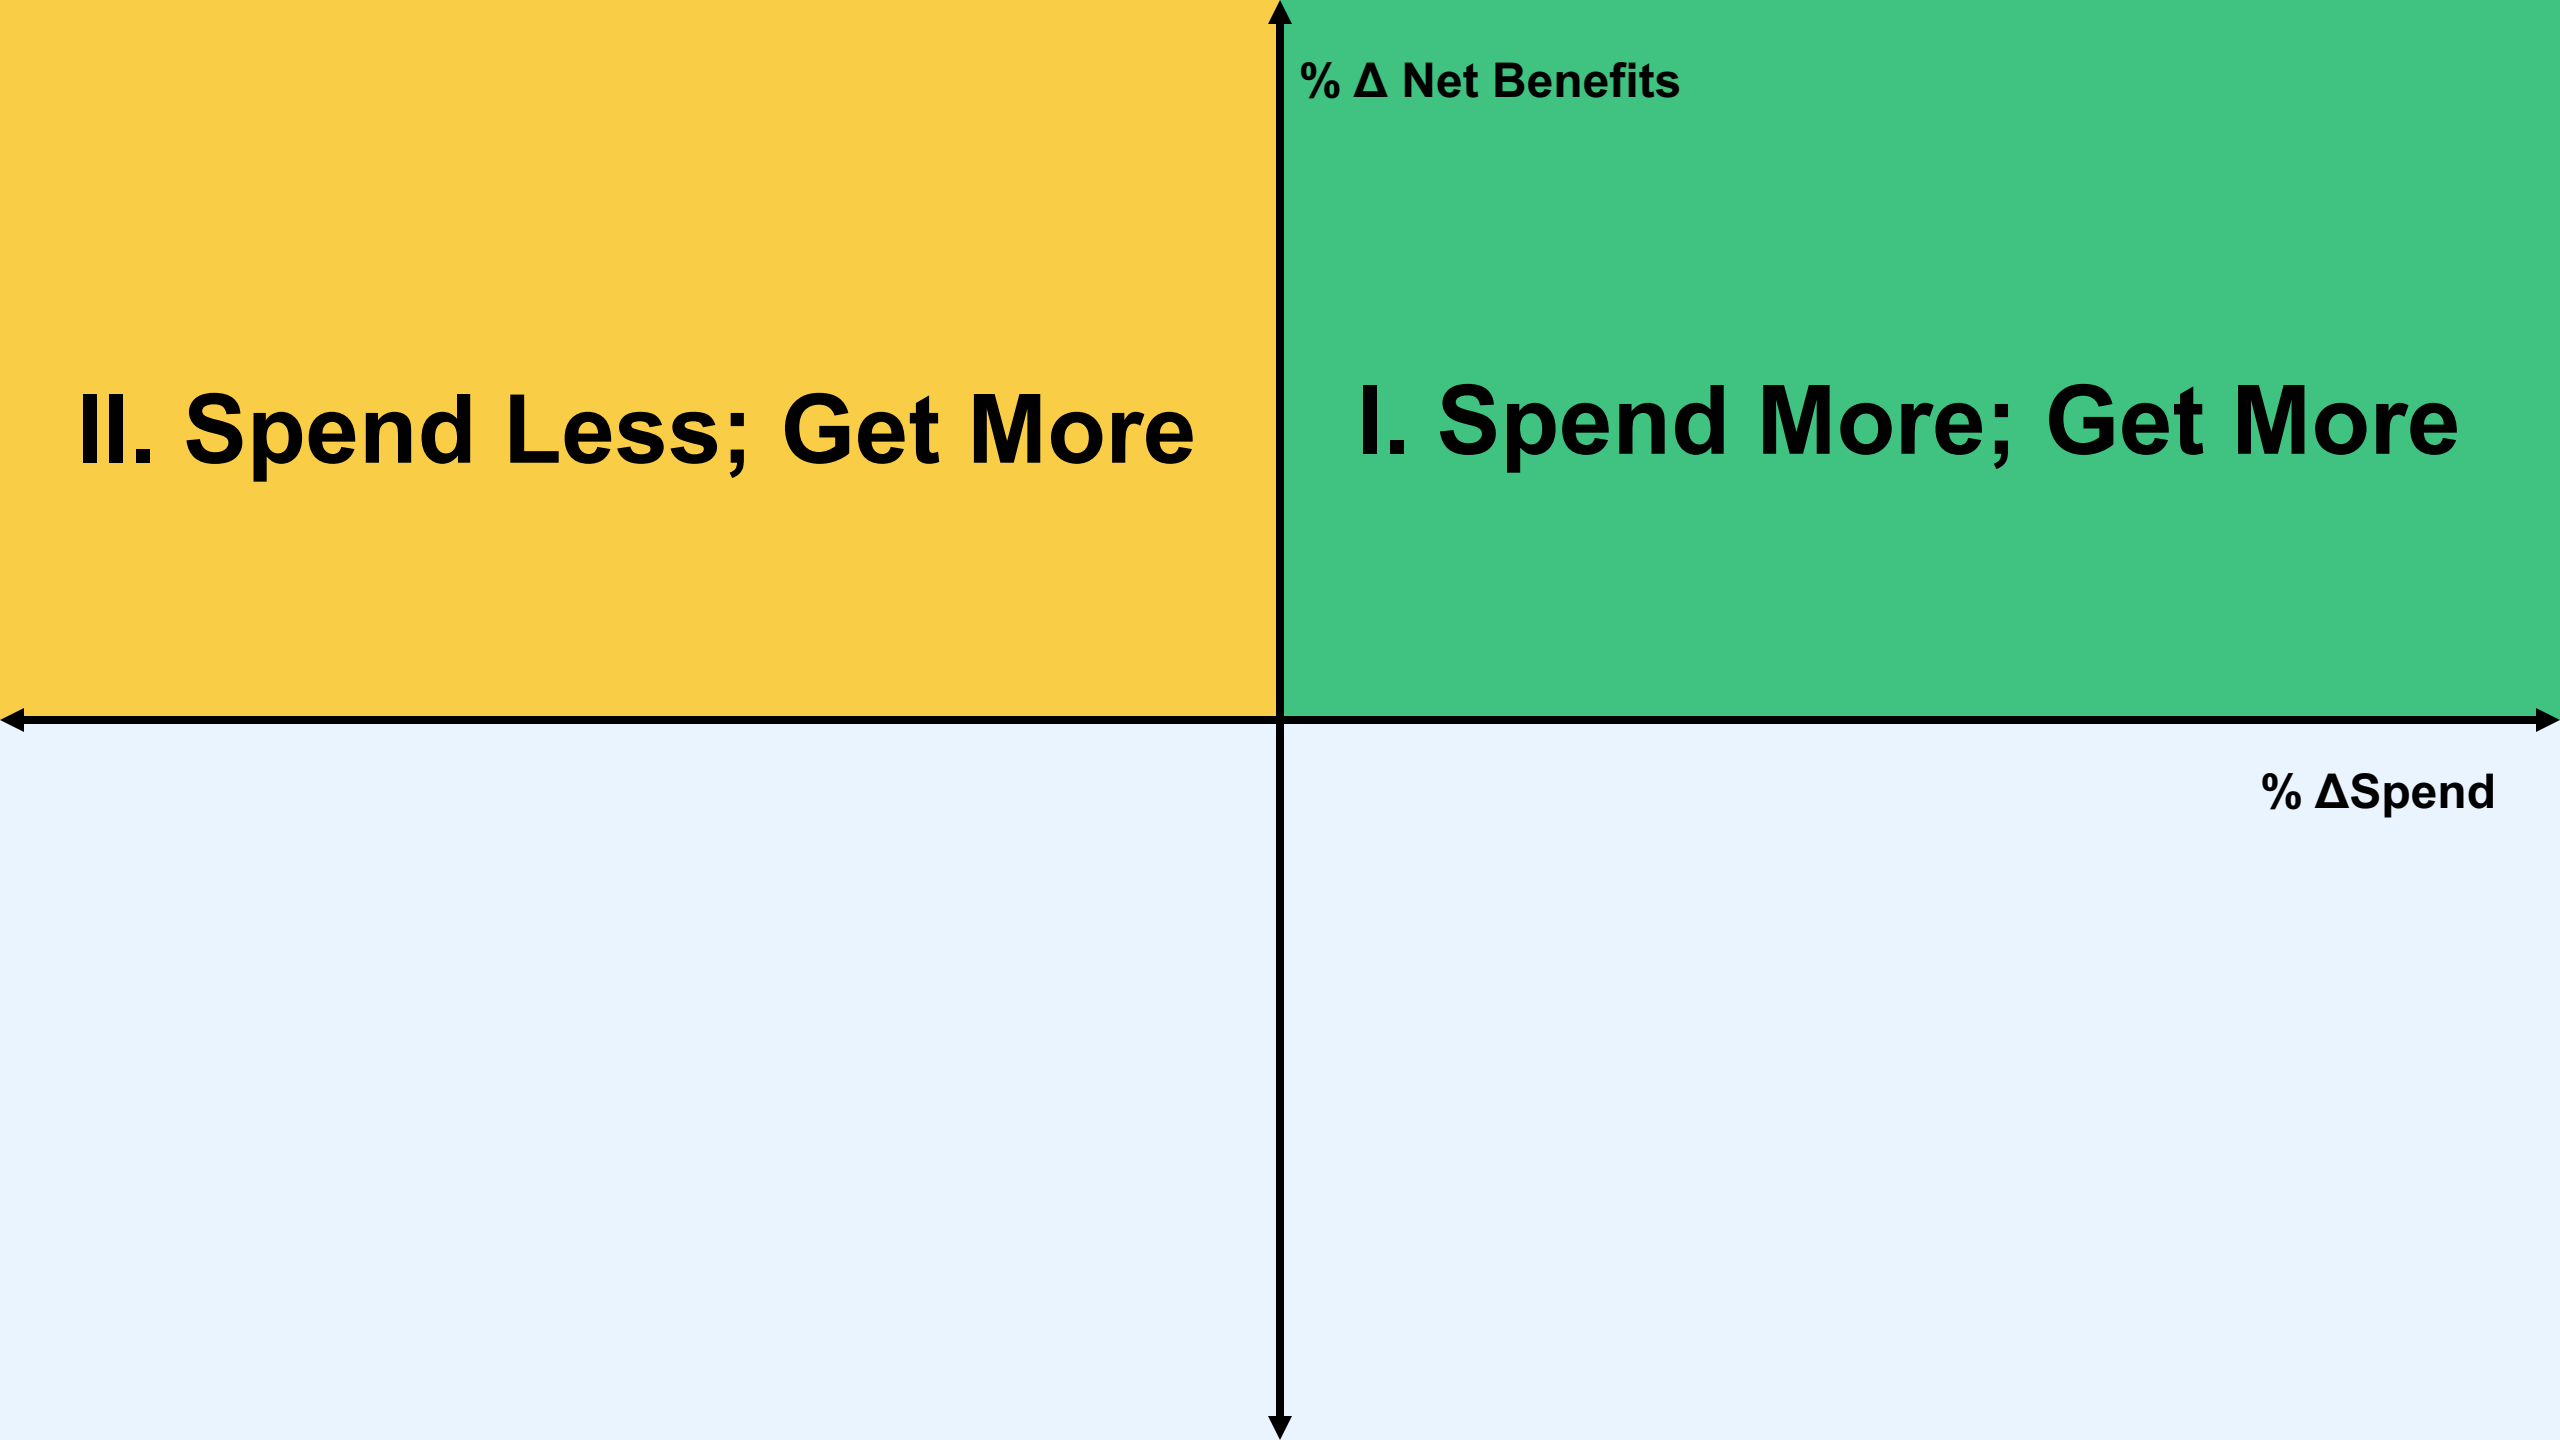 % Δ Net Benefits
II. Spend Less; Get More
I. Spend More; Get More
% ΔSpend